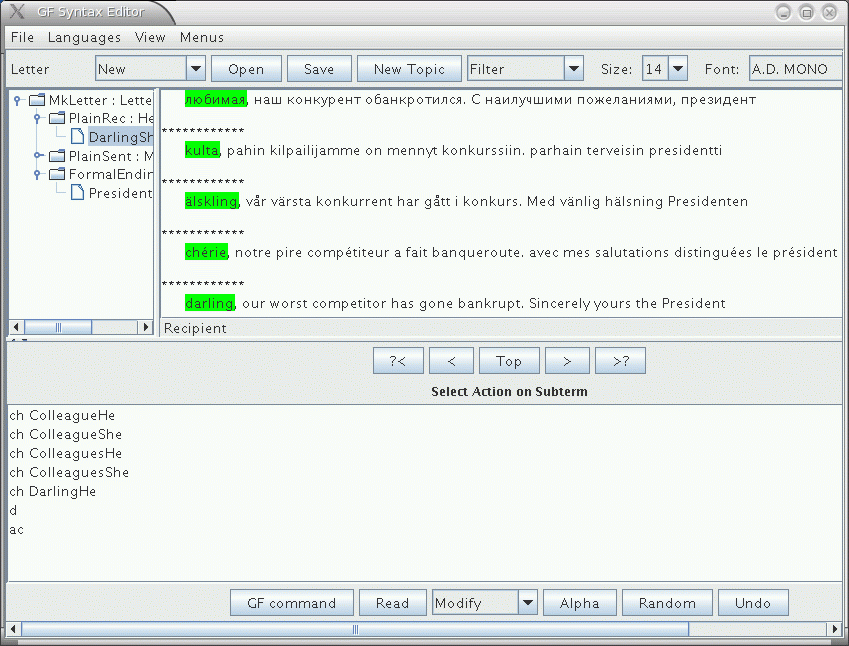 GF Syntax Editor
File Languages View Menus
Letter New Open Save New Topic Filter Size: 14 Font: A.D. MONO
MkLetter : Lette
PlainRec : He
DarlingSh
PlainSent : M
FormalEndin
President
любимая, наш конкурент обанкротился. С наилучшими пожеланиями, президент
************
kulta, pahin kilpailijamme on mennyt konkurssiin. parhain terveisin presidentti
************
älskling, vår värsta konkurrent har gått i konkurs. Med vänlig hälsning Presidenten
************
chérie, notre pire compétiteur a fait banqueroute. avec mes salutations distinguées le président
************
darling, our worst competitor has gone bankrupt. Sincerely yours the President
Recipient
?< < Top > >?
Select Action on Subterm
ch ColleagueHe
ch ColleagueShe
ch ColleaguesHe
ch ColleaguesShe
ch DarlingHe
d
ac
GF command Read Modify Alpha Random Undo